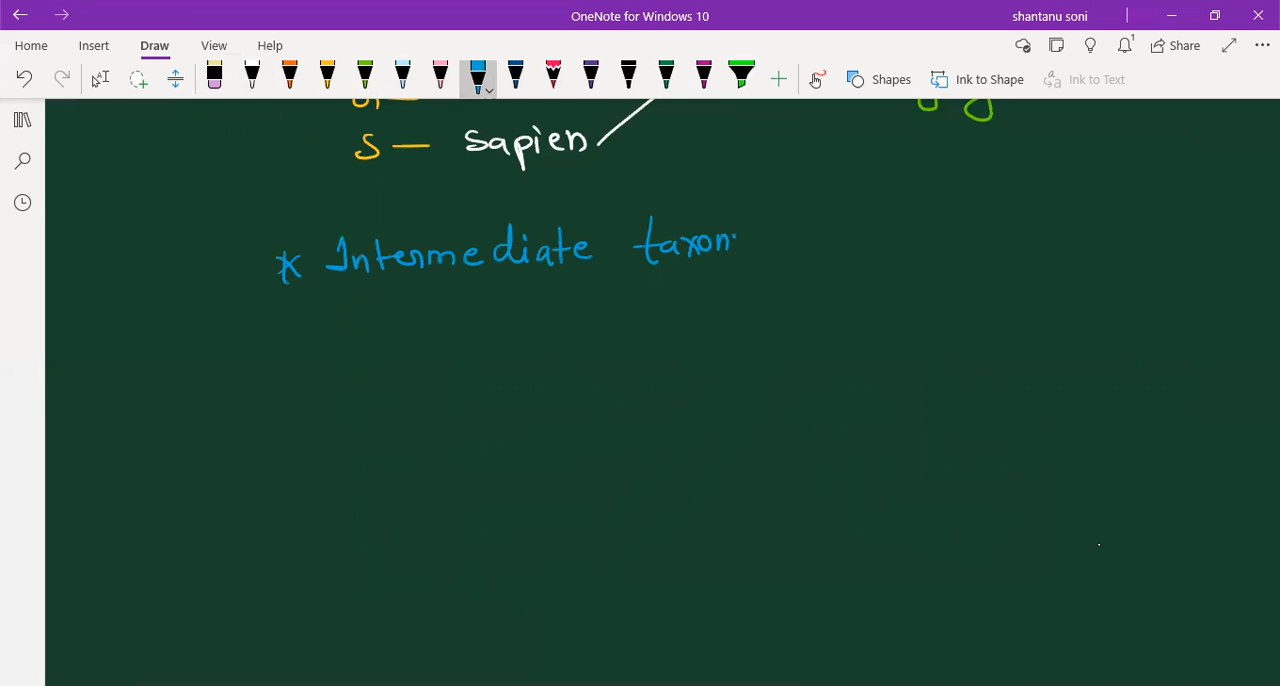 OneNote for Windows 10
shantanu soni
Home Insert Draw View Help
1
Share
Shapes
Ink to Shape
Ink to Text
S — Sapien
* Intermediate taxon